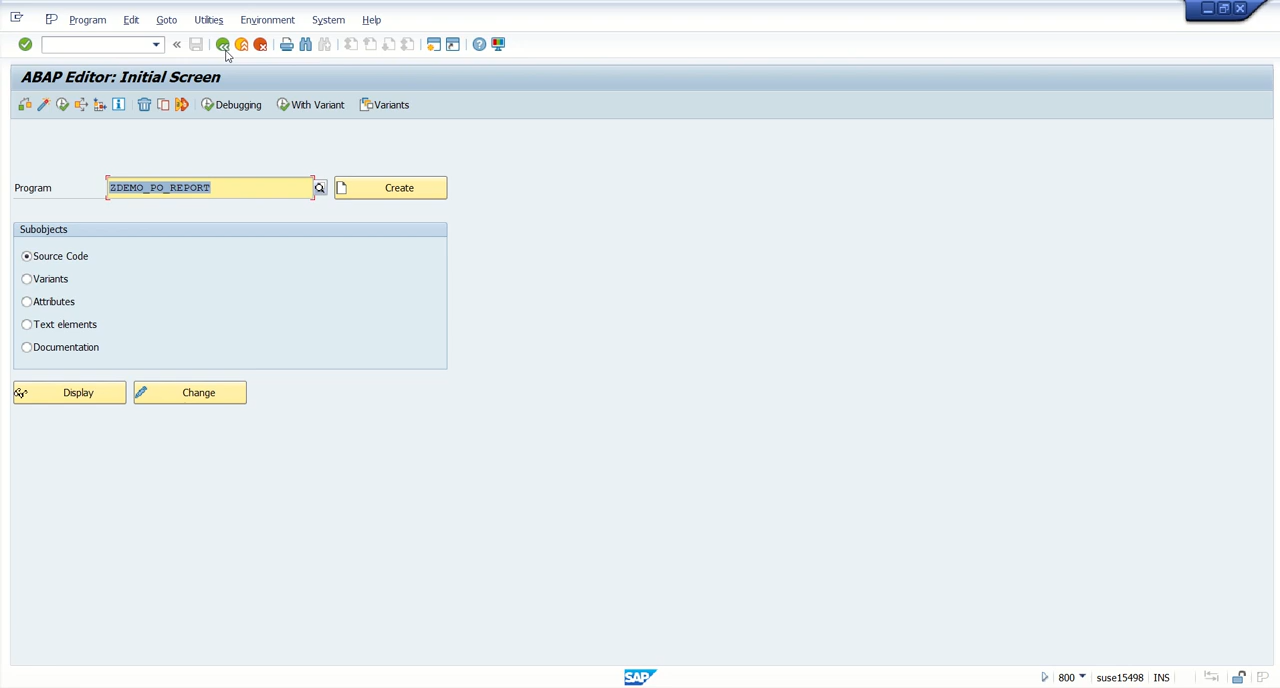 Program Edit Goto Utilities Environment System Help
ABAP Editor: Initial Screen
Debugging With Variant Variants
Program ZDEMO_PO_REPORT Create
Subobjects
Source Code
Variants
Attributes
Text elements
Documentation
Display Change
SAP 800 suse15498 INS